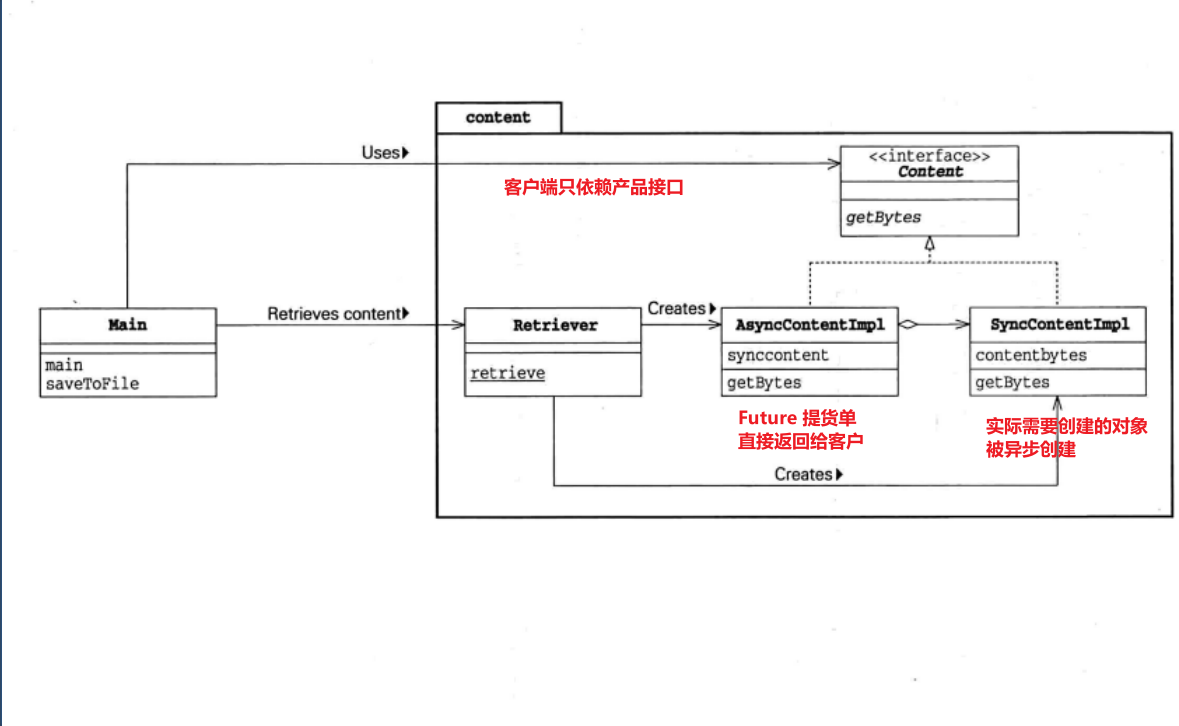 content
Uses
<<interface>>
Content
客户端只依赖产品接口
getBytes
Retrieves content
Creates
Main
main
saveToFile
Retriever
retrieve
AsyncContentImpl
synccontent
getBytes
SyncContentImpl
contentbytes
getBytes
Future 提货单
直接返回给客户
实际需要创建的对象
被异步创建
Creates